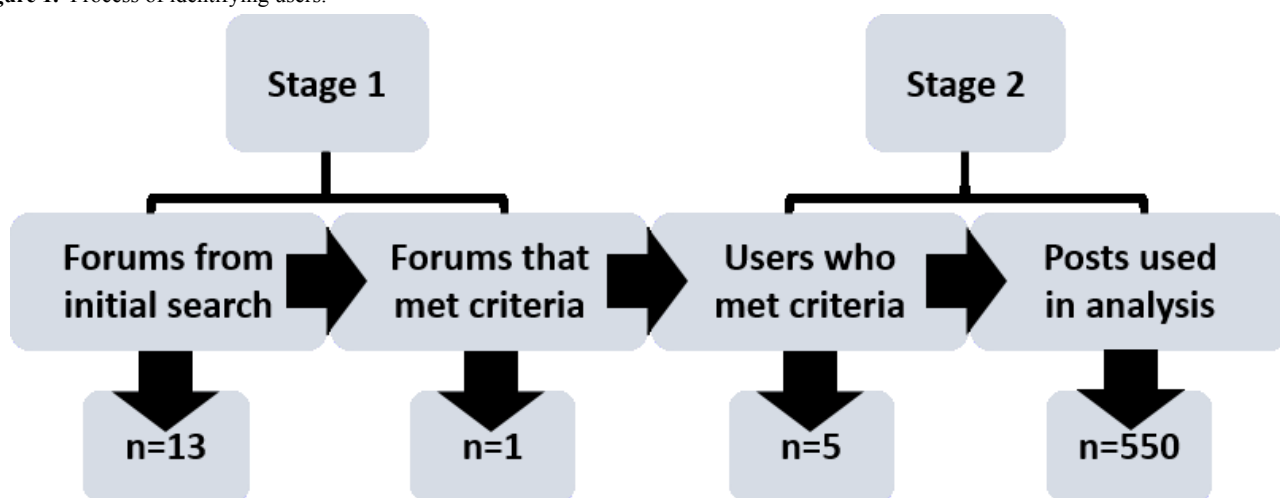 Figure 1. Process of identifying users.
Stage 1
Stage 2
Forums from
initial search
Forums that
met criteria
Users who
met criteria
Posts used
in analysis
n=13
n=1
n=5
n=550